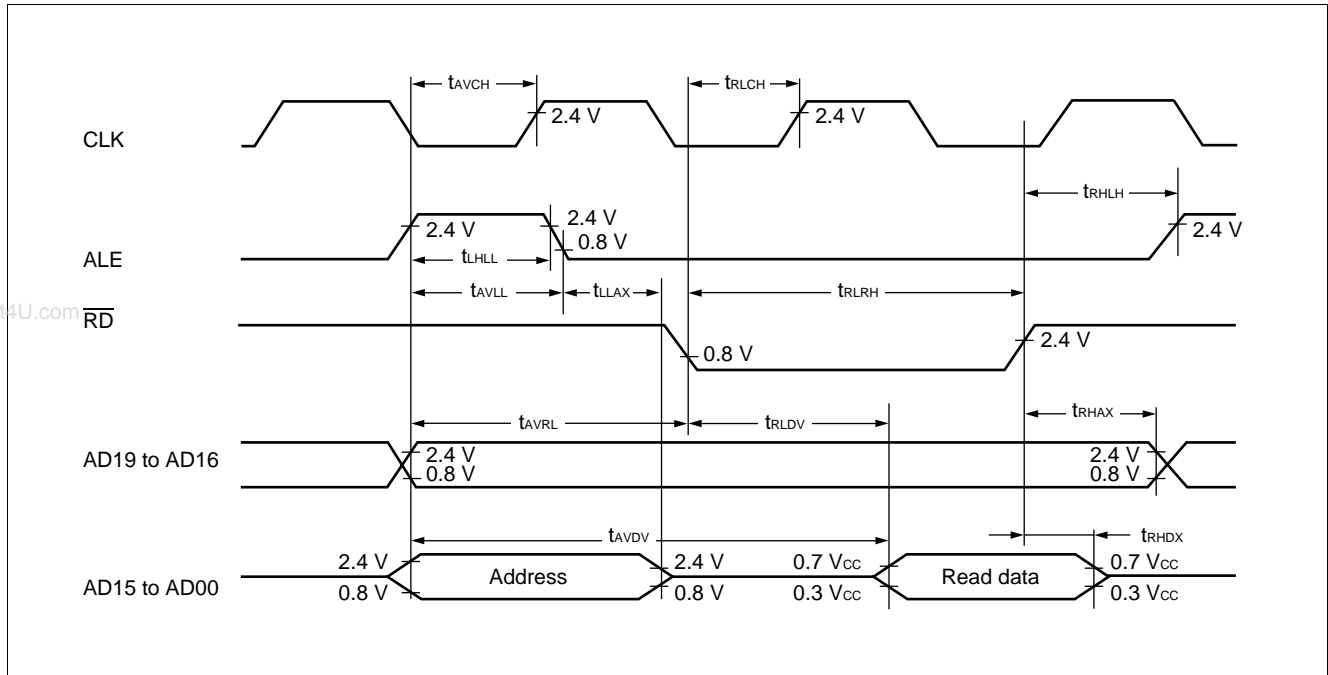 tAVCH
tRLCH
CLK
2.4 V
2.4 V
tRHLH
ALE
2.4 V
2.4 V
0.8 V
2.4 V
tLHLL
tAVLL
tLLAX
tRLRH
t4U.com
RD
0.8 V
2.4 V
tAVRL
tRLDV
tRHAX
AD19 to AD16
2.4 V
0.8 V
2.4 V
0.8 V
tAVDV
tRHDX
AD15 to AD00
2.4 V
0.8 V
Address
2.4 V
0.8 V
0.7 VCC
0.3 VCC
Read data
0.7 VCC
0.3 VCC